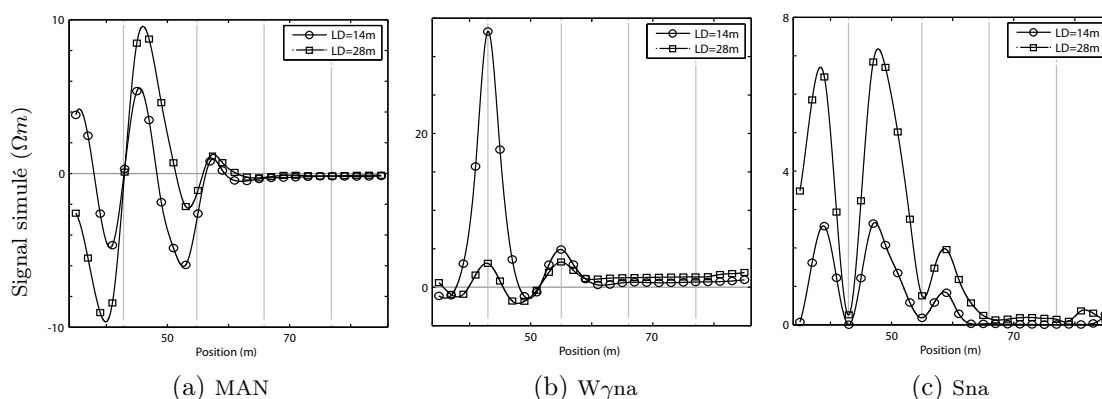 Signal simulé (Ωm)
10
0
-10
50
70
Position (m)
LD=14m
LD=28m
(a) MAN
30
0
50
70
Position (m)
LD=14m
LD=28m
(b) Wγna
8
4
0
50
70
Position (m)
LD=14m
LD=28m
(c) Sna